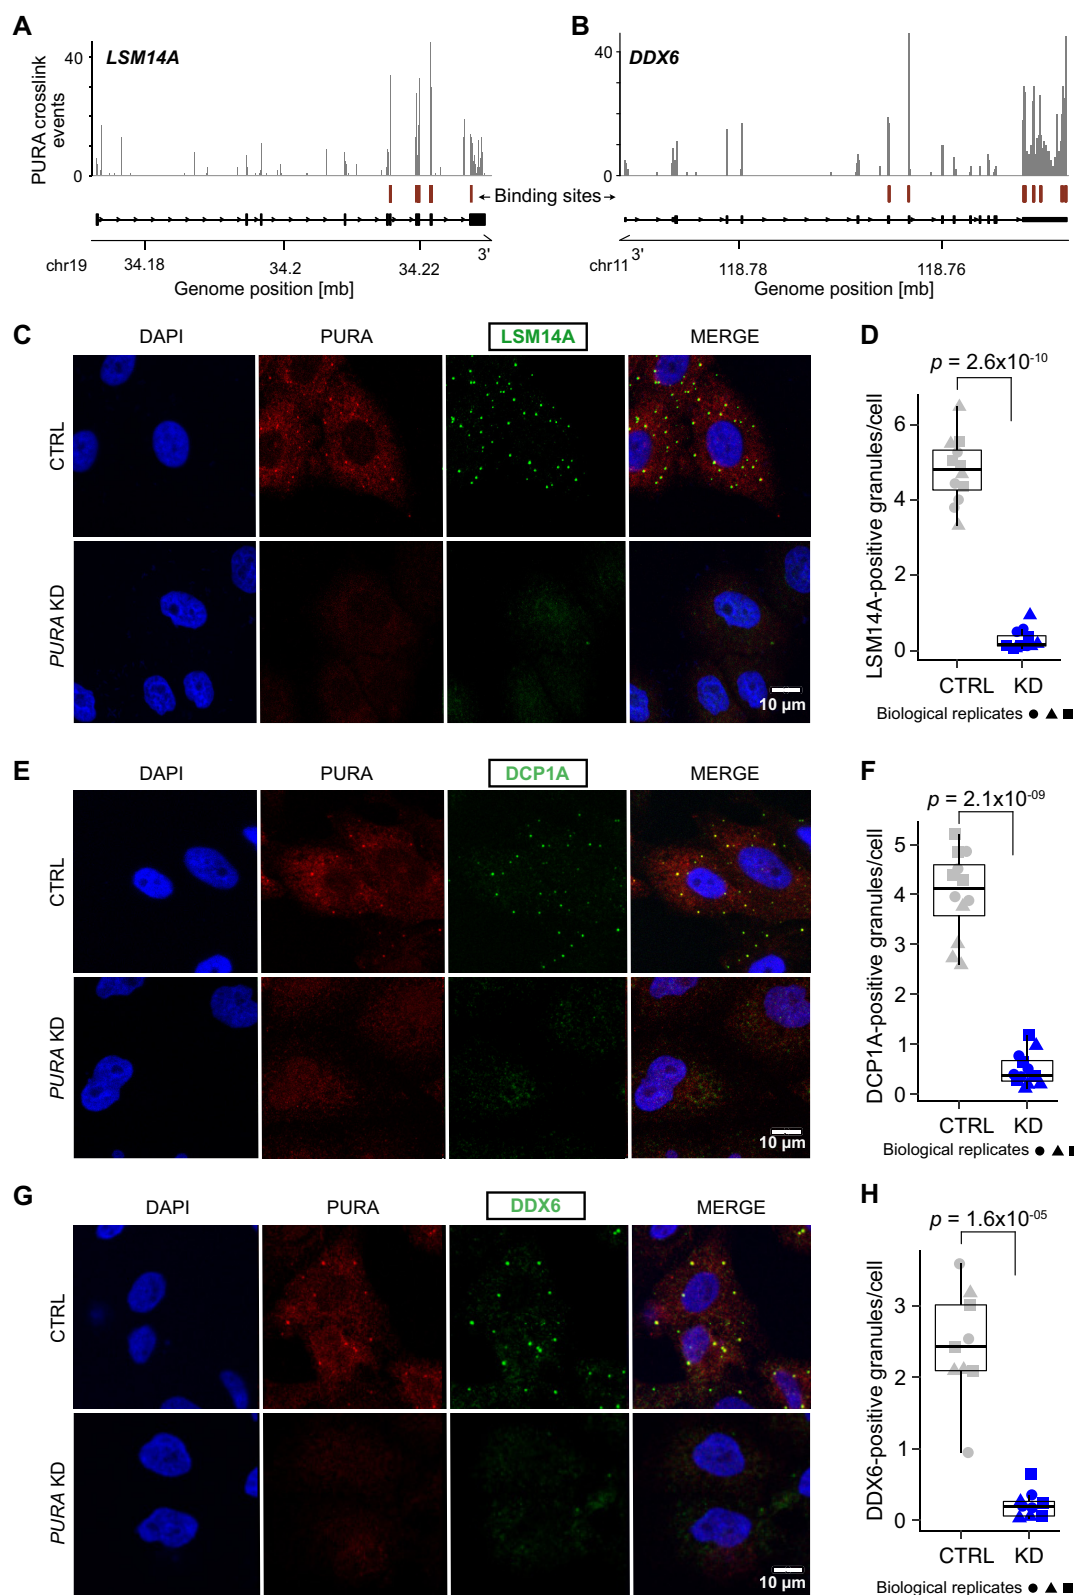 A
B
LSM14A
DDX6
PURA crosslink
events
40
20
0
40
20
0
← Binding sites →
3'
3'
chr19
34.18
34.2
34.22
chr11
118.78
118.76
Genome position [mb]
Genome position [mb]
C
DAPI
PURA
LSM14A
MERGE
CTRL
PURA KD
10 µm
D
p = 2.6x10-10
LSM14A-positive granules/cell
6
4
2
0
CTRL
KD
Biological replicates ● ▲ ■
E
DAPI
PURA
DCP1A
MERGE
CTRL
PURA KD
10 µm
F
p = 2.1x10-09
DCP1A-positive granules/cell
5
4
3
2
1
0
CTRL
KD
Biological replicates ● ▲ ■
G
DAPI
PURA
DDX6
MERGE
CTRL
PURA KD
10 µm
H
p = 1.6x10-05
DDX6-positive granules/cell
3
2
1
0
CTRL
KD
Biological replicates ● ▲ ■